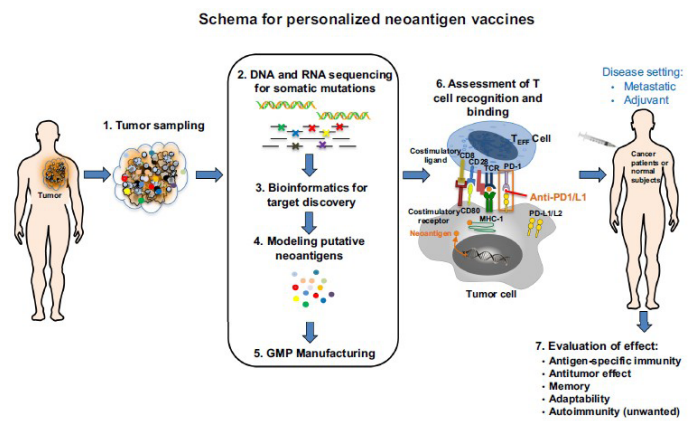 Schema for personalized neoantigen vaccines
Tumor
1. Tumor sampling
2. DNA and RNA sequencing
for somatic mutations
3. Bioinformatics for
target discovery
4. Modeling putative
neoantigens
5. GMP Manufacturing
6. Assessment of T
cell recognition and
binding
TEFF Cell
Costimulatory
ligand
CD8
CD28
TCR
PD-1
Anti-PD1/L1
Costimulatory
receptor
CD80
MHC-1
PD-L1/L2
Neoantigen
Tumor cell
Disease setting:
• Metastatic
• Adjuvant
Cancer
patients or
normal
subjects
7. Evaluation of effect:
• Antigen-specific immunity
• Antitumor effect
• Memory
• Adaptability
• Autoimmunity (unwanted)